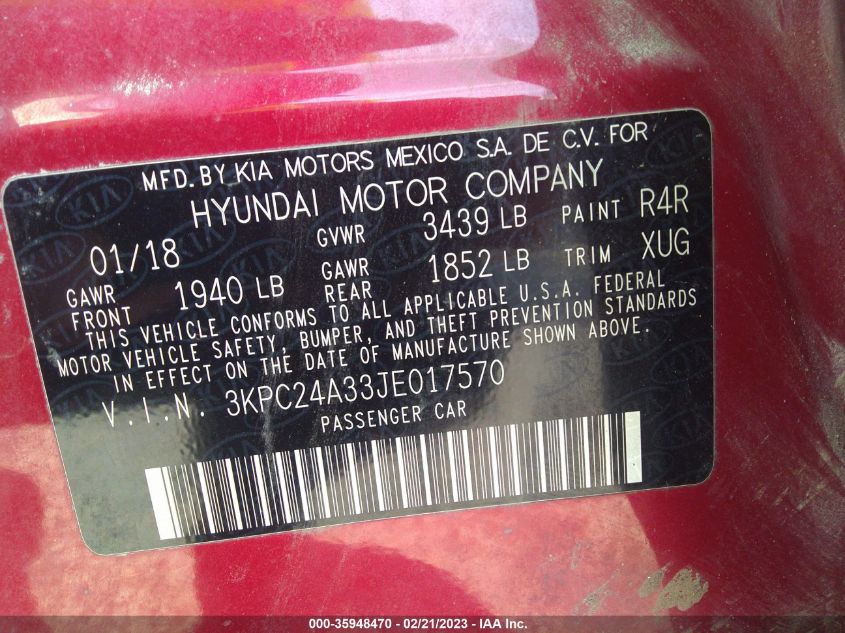 MFD. BY KIA MOTORS MEXICO S.A. DE C.V. FOR
HYUNDAI MOTOR COMPANY
01/18 GVWR 3439 LB PAINT R4R
GAWR FRONT 1940 LB GAWR REAR 1852 LB TRIM XUG
THIS VEHICLE CONFORMS TO ALL APPLICABLE U.S.A. FEDERAL
MOTOR VEHICLE SAFETY, BUMPER, AND THEFT PREVENTION STANDARDS
IN EFFECT ON THE DATE OF MANUFACTURE SHOWN ABOVE.
V.I.N. 3KPC24A33JE017570
PASSENGER CAR
000-35948470 - 02/21/2023 - IAA Inc.